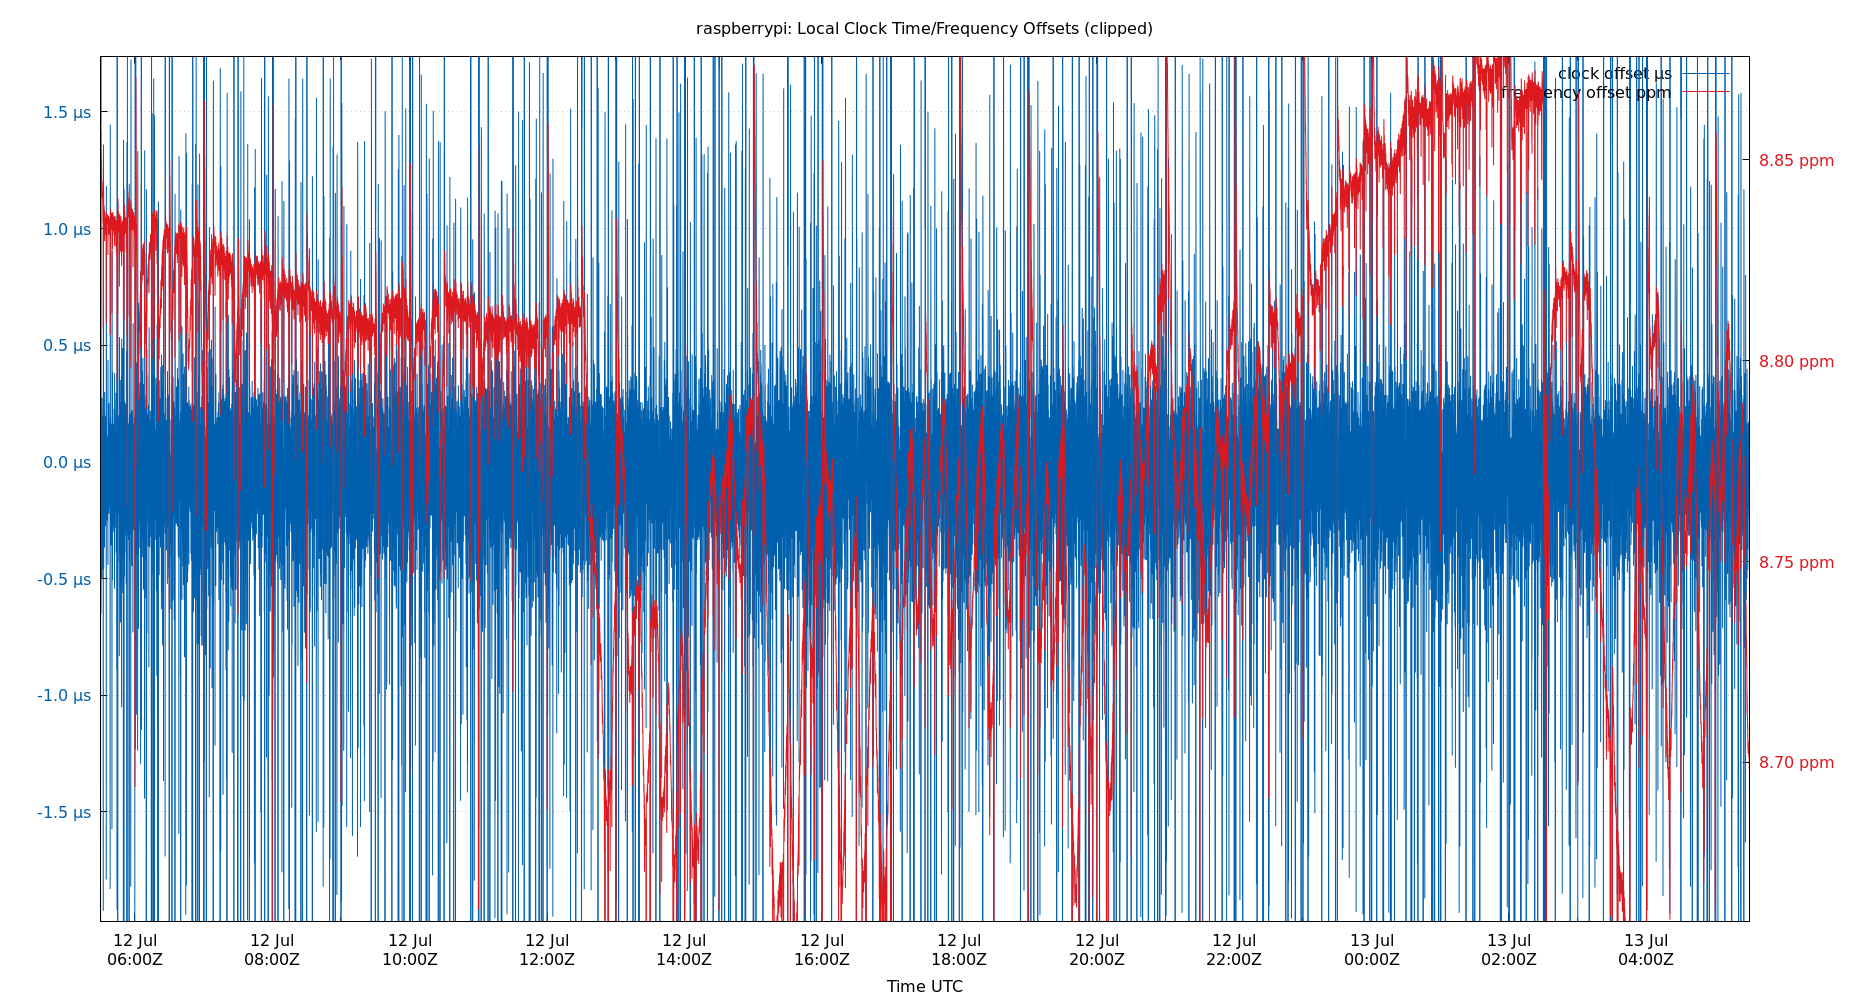 raspberrypi: Local Clock Time/Frequency Offsets (clipped)
clock offset µs
frequency offset ppm
1.5 µs
1.0 µs
0.5 µs
0.0 µs
-0.5 µs
-1.0 µs
-1.5 µs
8.85 ppm
8.80 ppm
8.75 ppm
8.70 ppm
12 Jul 12 Jul 12 Jul 12 Jul 12 Jul 12 Jul 12 Jul 12 Jul 12 Jul 13 Jul 13 Jul 13 Jul
06:00Z 08:00Z 10:00Z 12:00Z 14:00Z 16:00Z 18:00Z 20:00Z 22:00Z 00:00Z 02:00Z 04:00Z
Time UTC